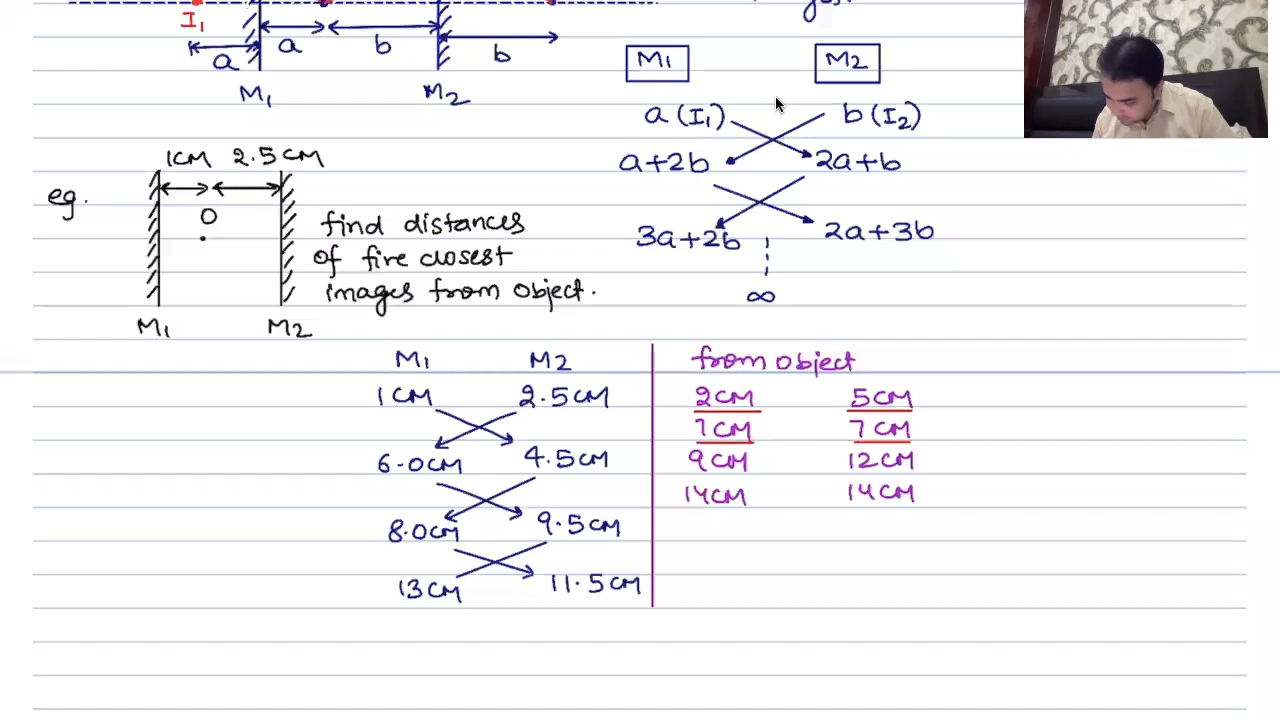 I1
a
b
b
a
M1
M2
M1
M2
a (I1)
b (I2)
a+2b
2a+b
3a+2b
2a+3b
∞
1CM 2.5CM
eg.
O
find distances
of five closest
images from object.
M1
M2
M1 M2
1CM 2.5CM
6.0CM 4.5CM
8.0CM 9.5CM
13CM 11.5CM
from object
2CM 5CM
7CM 7CM
9CM 12CM
14CM 14CM